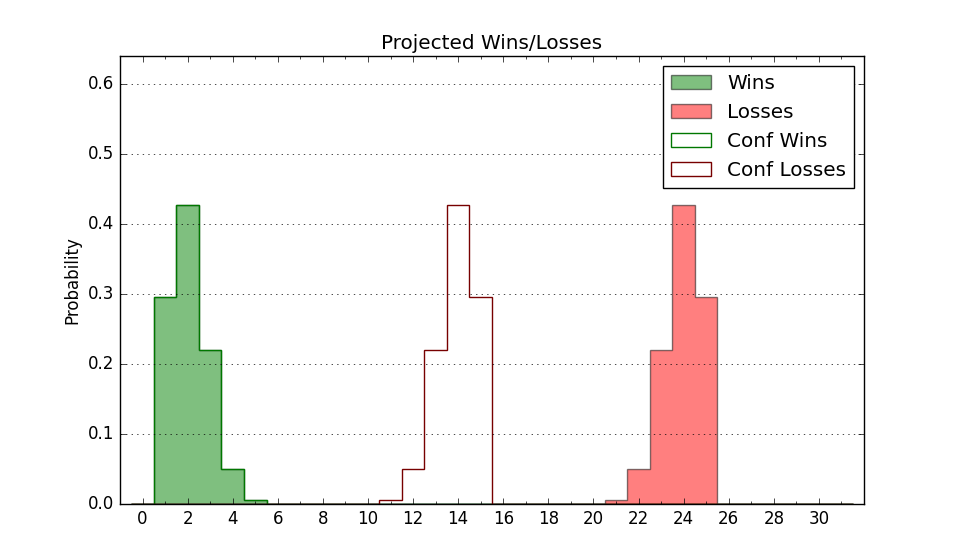 Projected Wins/Losses
0.6
0.5
0.4
0.3
0.2
0.1
0.0
Probability
Wins
Losses
Conf Wins
Conf Losses
0 2 4 6 8 10 12 14 16 18 20 22 24 26 28 30